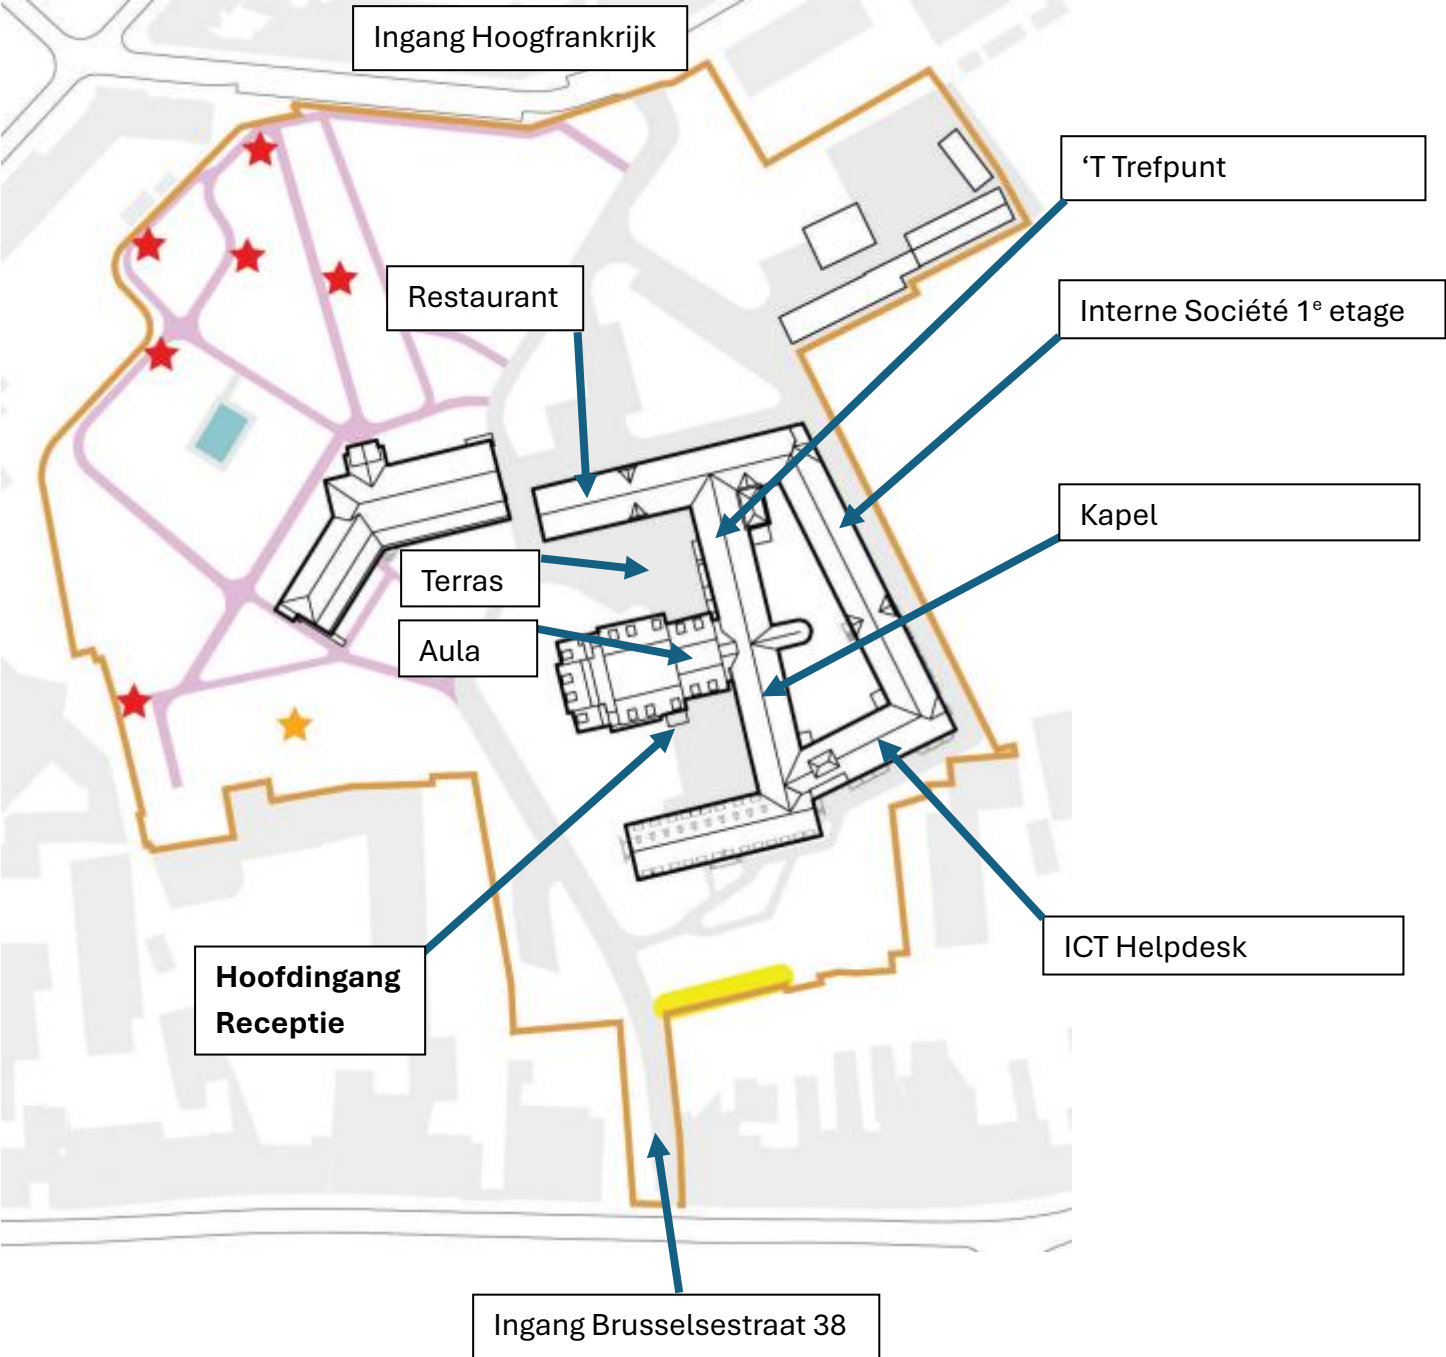 Ingang Hoogfrankrijk
‘T Trefpunt
Restaurant
Interne Société 1ᵉ etage
Kapel
Terras
Aula
Hoofdingang
Receptie
ICT Helpdesk
Ingang Brusselsestraat 38